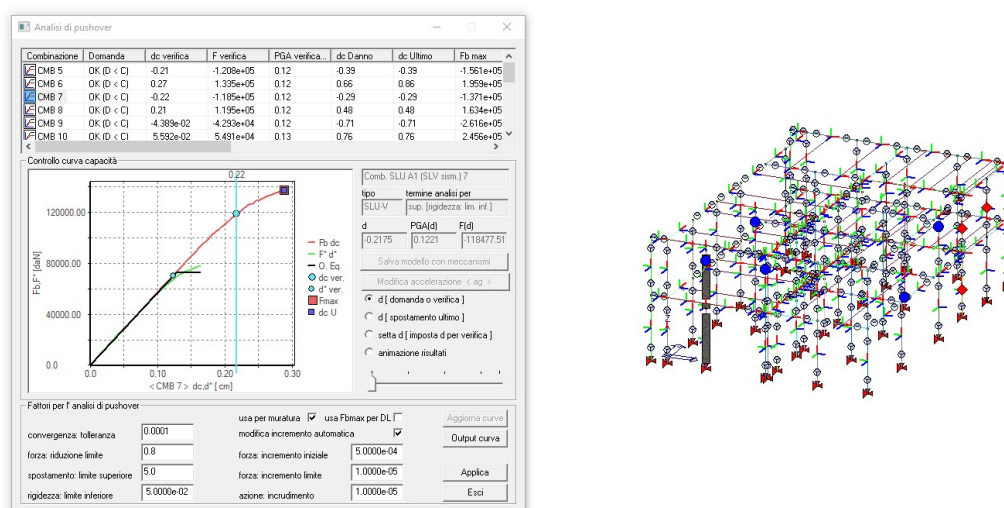 Analisi di pushover
Combinazione Domanda dc verifica F verifica PGA verifica... dc Danno dc Ultimo Fb max
CMB 5 OK (D < C) -0.21 -1.208e+05 0.12 -0.39 -0.39 -1.561e+05
CMB 6 OK (D < C) 0.27 1.335e+05 0.12 0.66 0.86 1.959e+05
CMB 7 OK (D < C) -0.22 -1.185e+05 0.12 -0.29 -0.29 -1.371e+05
CMB 8 OK (D < C) 0.21 1.195e+05 0.12 0.48 0.48 1.634e+05
CMB 9 OK (D < C) -4.389e-02 -4.293e+04 0.12 -0.71 -0.71 -2.616e+05
CMB 10 OK (D < C) 5.592e-02 5.491e+04 0.13 0.76 0.76 2.456e+05
Controllo curva capacità
0.22
120000.00
80000.00
40000.00
0.0
Fb,F* [daN]
0.0 0.10 0.20 0.30
< CMB 7 > dc,d* [ cm]
Fb dc
F* d*
O. Eq.
dc ver.
d* ver.
Fmax
dc U
Comb. SLU A1 (SLV sism.) 7
tipo termine analisi per
SLU-V sup. [rigidezza: lim. inf.]
d PGA(d) F(d)
-0.2175 0.1221 -118477.51
Salva modello con meccanismi
Modifica accelerazione < ag >
d [ domanda o verifica ]
d [ spostamento ultimo ]
setta d [ imposta d per verifica ]
animazione risultati
Fattori per l' analisi di pushover
usa per muratura usa Fbmax per DL
Aggiorna curve
convergenza: tolleranza 0.0001 modifica incremento automatica
Output curva
forza: riduzione limite 0.8 forza: incremento iniziale 5.0000e-04
spostamento: limite superiore 5.0 forza: incremento limite 1.0000e-05 Applica
rigidezza: limite inferiore 5.0000e-02 azione: incrudimento 1.0000e-05 Esci